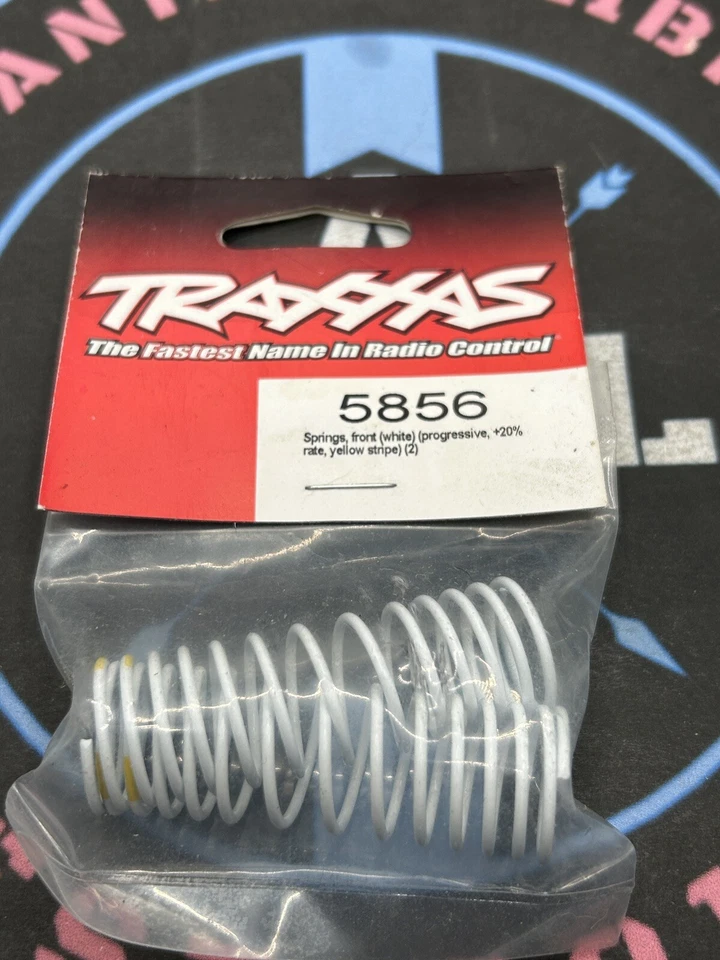 TRAXXAS
The Fastest Name In Radio Control
5856
Springs, front (white) (progressive, +20%
rate, yellow stripe) (2)